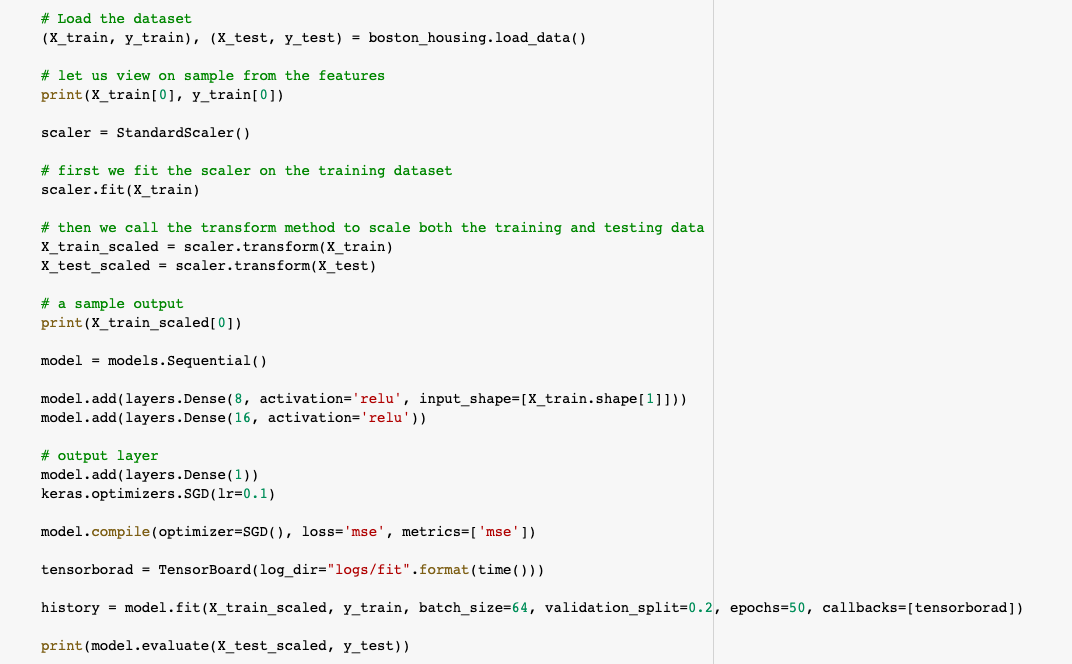 # Load the dataset
(X_train, y_train), (X_test, y_test) = boston_housing.load_data()
# let us view on sample from the features
print(X_train[0], y_train[0])
scaler = StandardScaler()
# first we fit the scaler on the training dataset
scaler.fit(X_train)
# then we call the transform method to scale both the training and testing data
X_train_scaled = scaler.transform(X_train)
X_test_scaled = scaler.transform(X_test)
# a sample output
print(X_train_scaled[0])
model = models.Sequential()
model.add(layers.Dense(8, activation='relu', input_shape=[X_train.shape[1]]))
model.add(layers.Dense(16, activation='relu'))
# output layer
model.add(layers.Dense(1))
keras.optimizers.SGD(lr=0.1)
model.compile(optimizer=SGD(), loss='mse', metrics=['mse'])
tensorborad = TensorBoard(log_dir="logs/fit".format(time()))
history = model.fit(X_train_scaled, y_train, batch_size=64, validation_split=0.2, epochs=50, callbacks=[tensorborad])
print(model.evaluate(X_test_scaled, y_test))